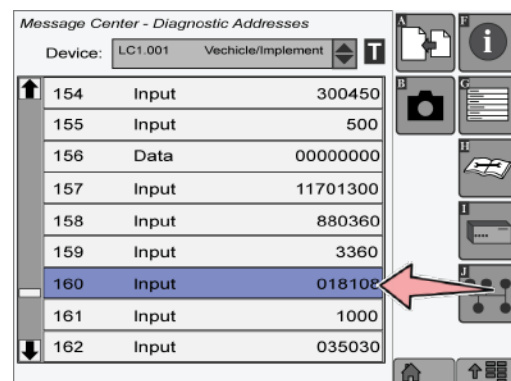 Message Center - Diagnostic Addresses
Device: LC1.001 Vechicle/Implement T
154 Input 300450
155 Input 500
156 Data 00000000
157 Input 11701300
158 Input 880360
159 Input 3360
160 Input 018108
161 Input 1000
162 Input 035030
A
F
i
B
G
H
I
J